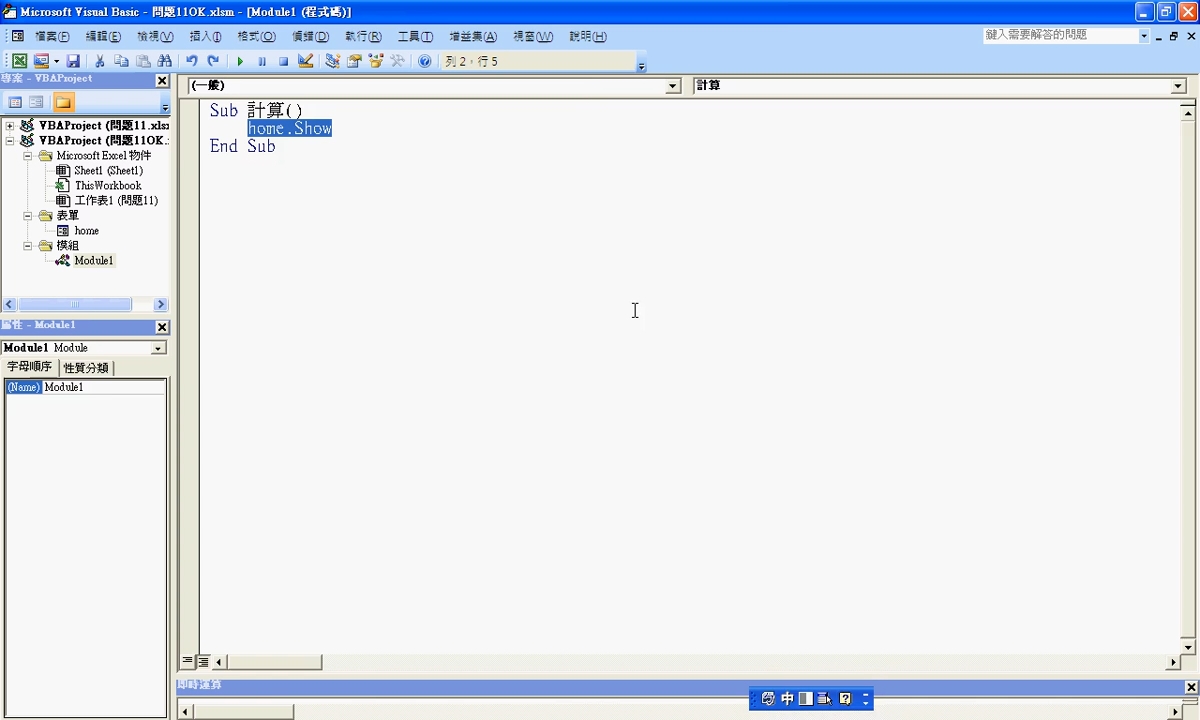 Microsoft Visual Basic - 問題11OK.xlsm - [Module1 (程式碼)]
檔案(F) 編輯(E) 檢視(V) 插入(I) 格式(O) 偵錯(D) 執行(R) 工具(T) 增益集(A) 視窗(W) 說明(H)
鍵入需要解答的問題
列 2，行 5
專案 - VBAProject
(一般)
計算
VBAProject (問題11.xls
VBAProject (問題11OK.
Microsoft Excel 物件
Sheet1 (Sheet1)
ThisWorkbook
工作表1 (問題11)
表單
home
模組
Module1
Sub 計算()
home.Show
End Sub
屬性 - Module1
Module1 Module
字母順序 性質分類
(Name) Module1
即時運算
中